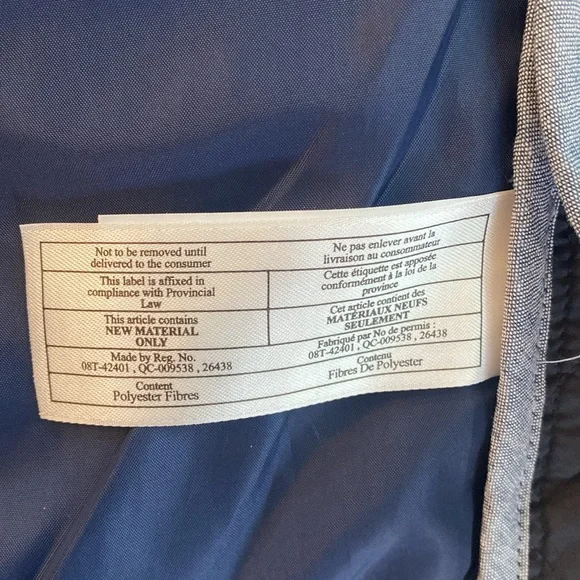 Not to be removed until
delivered to the consumer
This label is affixed in
compliance with Provincial
Law
This article contains
NEW MATERIAL
ONLY
Made by Reg. No.
08T-42401 , QC-009538 , 26438
Content
Polyester Fibres
Ne pas enlever avant la
livraison au consommateur
Cette étiquette est apposée
conformément à la loi de la
province
Cet article contient des
MATÉRIAUX NEUFS
SEULEMENT
Fabriqué par No de permis :
08T-42401 , QC-009538 , 26438
Contenu
Fibres De Polyester